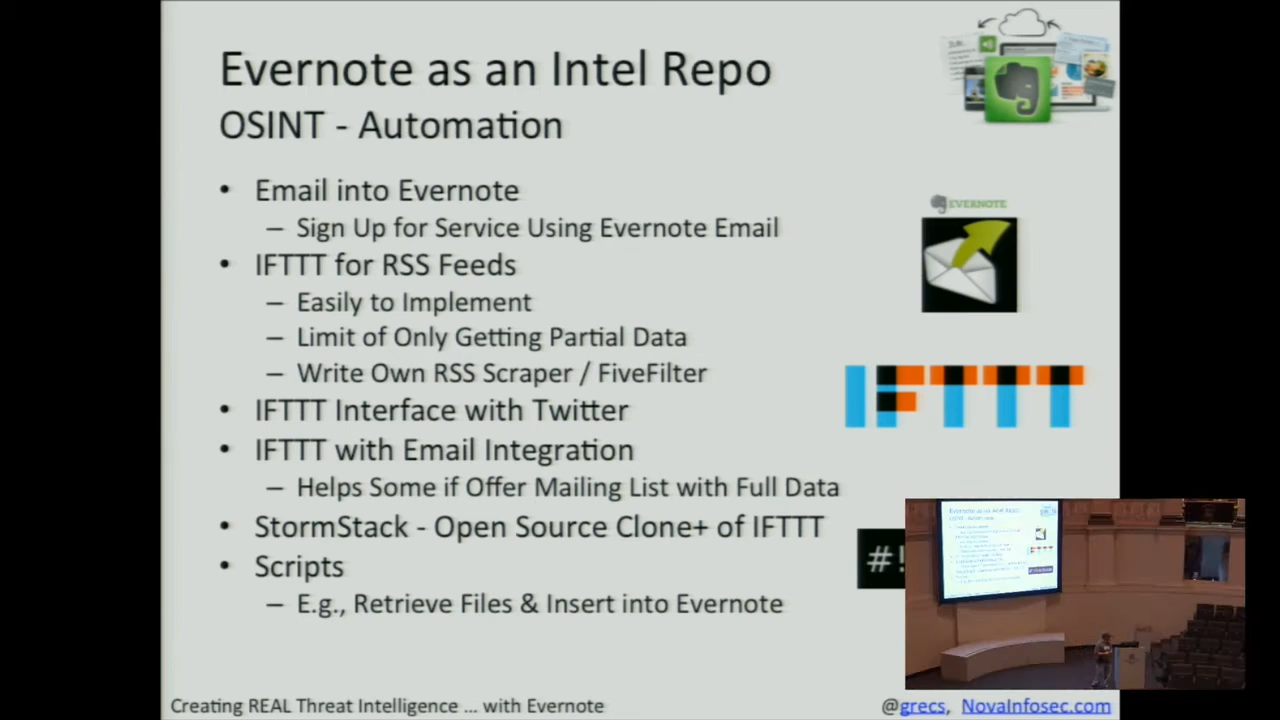 Evernote as an Intel Repo
OSINT - Automation
• Email into Evernote
– Sign Up for Service Using Evernote Email
EVERNOTE
• IFTTT for RSS Feeds
– Easily to Implement
– Limit of Only Getting Partial Data
– Write Own RSS Scraper / FiveFilter
IFTTT
• IFTTT Interface with Twitter
• IFTTT with Email Integration
– Helps Some if Offer Mailing List with Full Data
• StormStack - Open Source Clone+ of IFTTT
#!
• Scripts
– E.g., Retrieve Files & Insert into Evernote
Creating REAL Threat Intelligence … with Evernote
@grecs, NovaInfosec.com